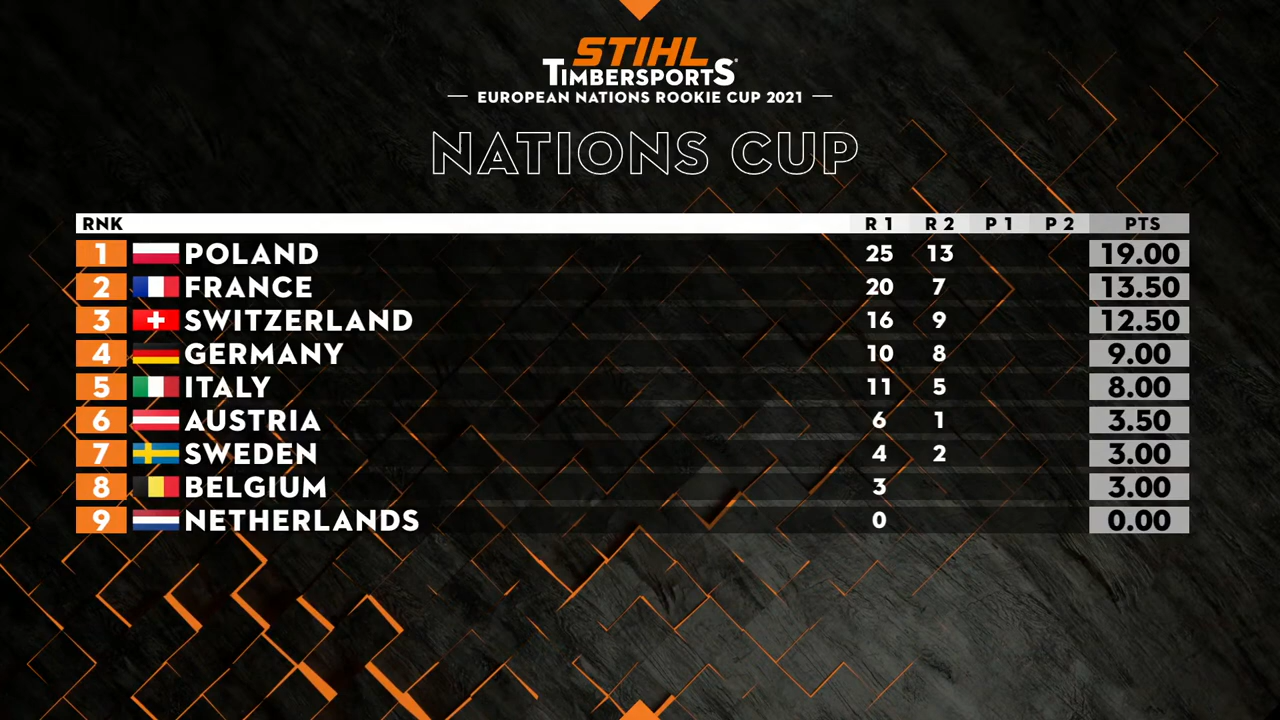 STIHL
TIMBERSPORTS®
EUROPEAN NATIONS ROOKIE CUP 2021
NATIONS CUP
RNK R 1 R 2 P 1 P 2 PTS
1 POLAND 25 13 19.00
2 FRANCE 20 7 13.50
3 SWITZERLAND 16 9 12.50
4 GERMANY 10 8 9.00
5 ITALY 11 5 8.00
6 AUSTRIA 6 1 3.50
7 SWEDEN 4 2 3.00
8 BELGIUM 3 3.00
9 NETHERLANDS 0 0.00